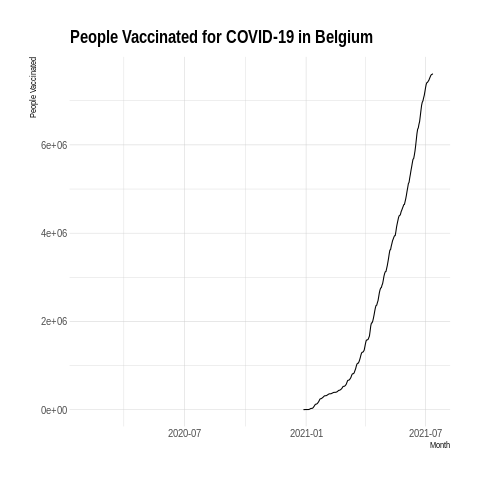 People Vaccinated for COVID-19 in Belgium
People Vaccinated
6e+06
4e+06
2e+06
0e+00
2020-07 2021-01 2021-07
Month